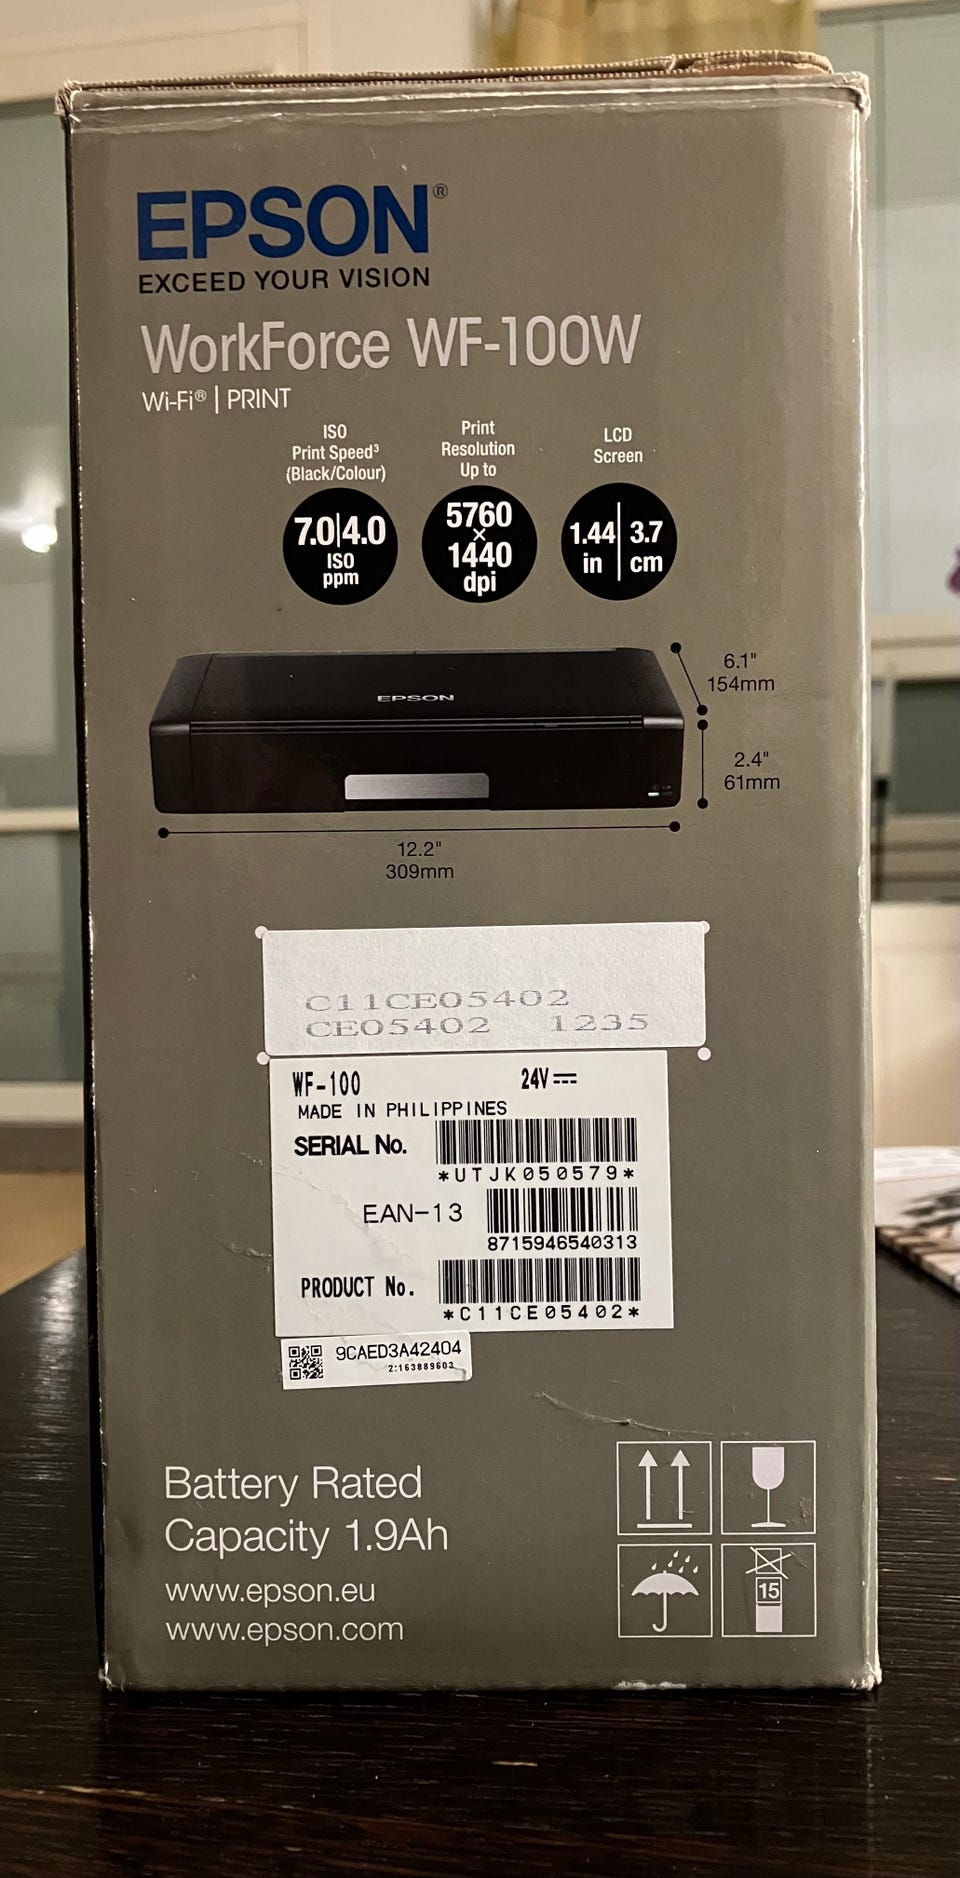 EPSON®
EXCEED YOUR VISION
WorkForce WF-100W
Wi-Fi® | PRINT
ISO
Print Speed³
(Black/Colour)
7.0|4.0
ISO
ppm
Print
Resolution
Up to
5760
×
1440
dpi
LCD
Screen
1.44 | 3.7
in | cm
EPSON
6.1"
154mm
2.4"
61mm
12.2"
309mm
C11CE05402
CE05402 1235
WF-100 24V⎓
MADE IN PHILIPPINES
SERIAL No.
*UTJK050579*
EAN-13
8715946540313
PRODUCT No.
*C11CE05402*
9CAED3A42404
2:163889603
Battery Rated
Capacity 1.9Ah
www.epson.eu
www.epson.com
15